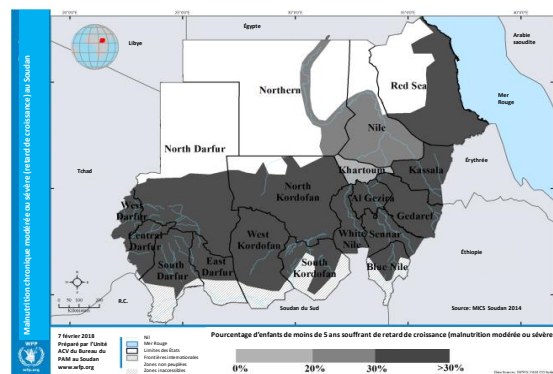 Malnutrition chronique modérée ou sévère (retard de croissance) au Soudan
Égypte
Libye
Arabie
saoudite
Mer
Rouge
Red Sea
Northern
Nile
North Darfur
Tchad
Khartoum
Kassala
Érythrée
North
Kordofan
Al Gezira
Gedaref
West
Darfur
Central
Darfur
West
Kordofan
White
Nile
Sennar
South
Darfur
East
Darfur
South
Kordofan
Blue Nile
Éthiopie
R.C.
Soudan du Sud
Source: MICS Soudan 2014
WFP
PAM
7 février 2018
Préparé par l'Unité
ACV du Bureau du
PAM au Soudan
www.wfp.org
Nil
Mer Rouge
Limites des États
Frontières internationales
Zones non peuplées
Zones inaccessibles
Pourcentage d'enfants de moins de 5 ans souffrant de retard de croissance (malnutrition modérée ou sévère
0% 20% 30% >30%